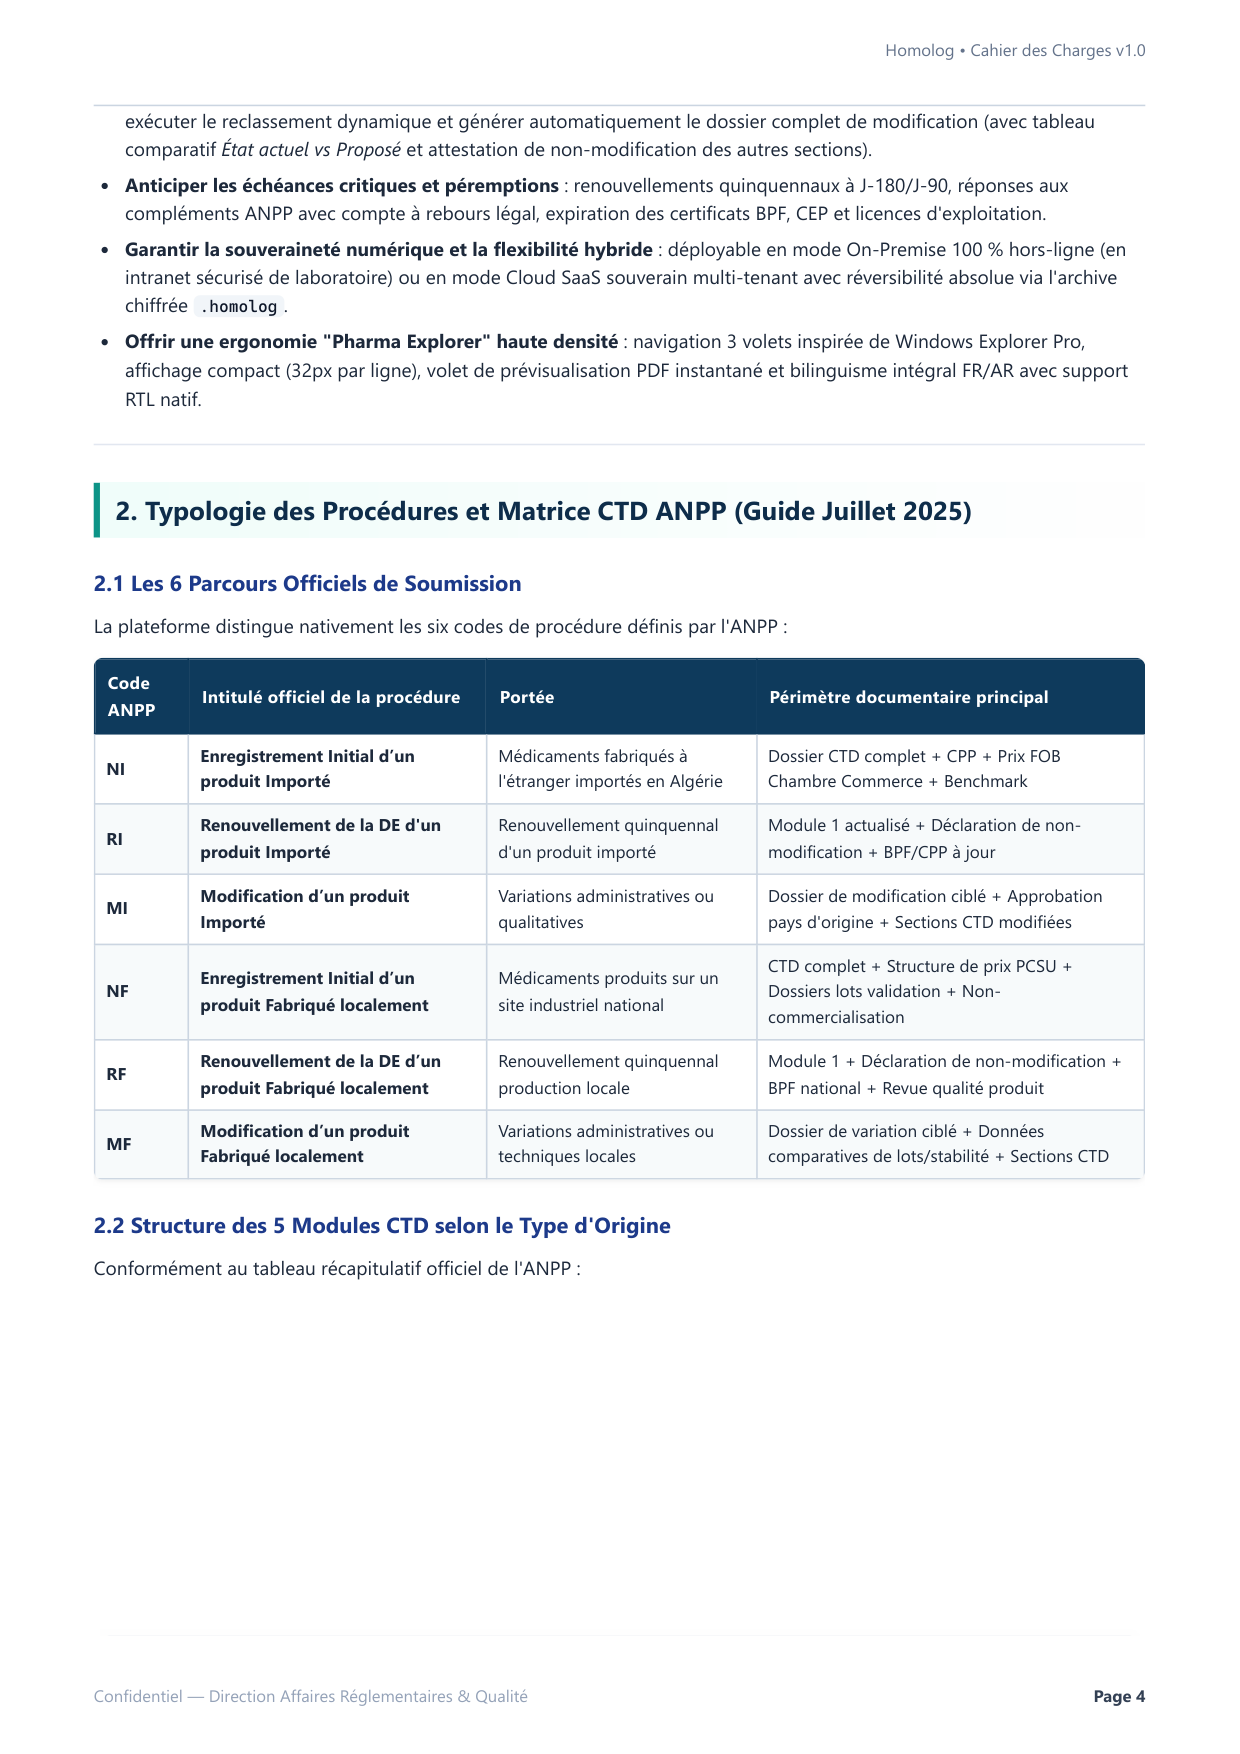 Homolog • Cahier des Charges v1.0
exécuter le reclassement dynamique et générer automatiquement le dossier complet de modification (avec tableau
comparatif État actuel vs Proposé et attestation de non-modification des autres sections).
• Anticiper les échéances critiques et péremptions : renouvellements quinquennaux à J-180/J-90, réponses aux
compléments ANPP avec compte à rebours légal, expiration des certificats BPF, CEP et licences d'exploitation.
• Garantir la souveraineté numérique et la flexibilité hybride : déployable en mode On-Premise 100 % hors-ligne (en
intranet sécurisé de laboratoire) ou en mode Cloud SaaS souverain multi-tenant avec réversibilité absolue via l'archive
chiffrée .homolog .
• Offrir une ergonomie "Pharma Explorer" haute densité : navigation 3 volets inspirée de Windows Explorer Pro,
affichage compact (32px par ligne), volet de prévisualisation PDF instantané et bilinguisme intégral FR/AR avec support
RTL natif.
2. Typologie des Procédures et Matrice CTD ANPP (Guide Juillet 2025)
2.1 Les 6 Parcours Officiels de Soumission
La plateforme distingue nativement les six codes de procédure définis par l'ANPP :
Code
ANPP
Intitulé officiel de la procédure
Portée
Périmètre documentaire principal
NI
Enregistrement Initial d’un
produit Importé
Médicaments fabriqués à
l'étranger importés en Algérie
Dossier CTD complet + CPP + Prix FOB
Chambre Commerce + Benchmark
RI
Renouvellement de la DE d'un
produit Importé
Renouvellement quinquennal
d'un produit importé
Module 1 actualisé + Déclaration de non-
modification + BPF/CPP à jour
MI
Modification d’un produit
Importé
Variations administratives ou
qualitatives
Dossier de modification ciblé + Approbation
pays d'origine + Sections CTD modifiées
NF
Enregistrement Initial d’un
produit Fabriqué localement
Médicaments produits sur un
site industriel national
CTD complet + Structure de prix PCSU +
Dossiers lots validation + Non-
commercialisation
RF
Renouvellement de la DE d’un
produit Fabriqué localement
Renouvellement quinquennal
production locale
Module 1 + Déclaration de non-modification +
BPF national + Revue qualité produit
MF
Modification d’un produit
Fabriqué localement
Variations administratives ou
techniques locales
Dossier de variation ciblé + Données
comparatives de lots/stabilité + Sections CTD
2.2 Structure des 5 Modules CTD selon le Type d'Origine
Conformément au tableau récapitulatif officiel de l'ANPP :
Confidentiel — Direction Affaires Réglementaires & Qualité
Page 4